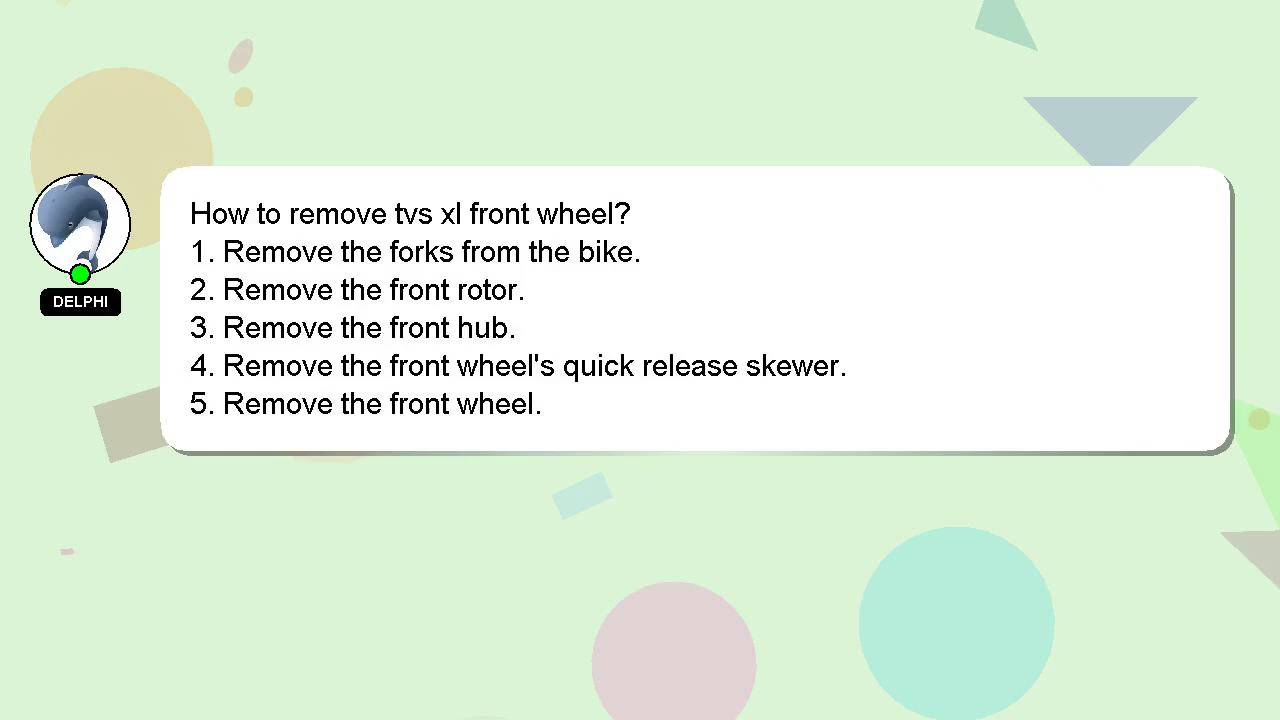 How to remove tvs xl front wheel?
1. Remove the forks from the bike.
2. Remove the front rotor.
3. Remove the front hub.
4. Remove the front wheel's quick release skewer.
5. Remove the front wheel.
DELPHI